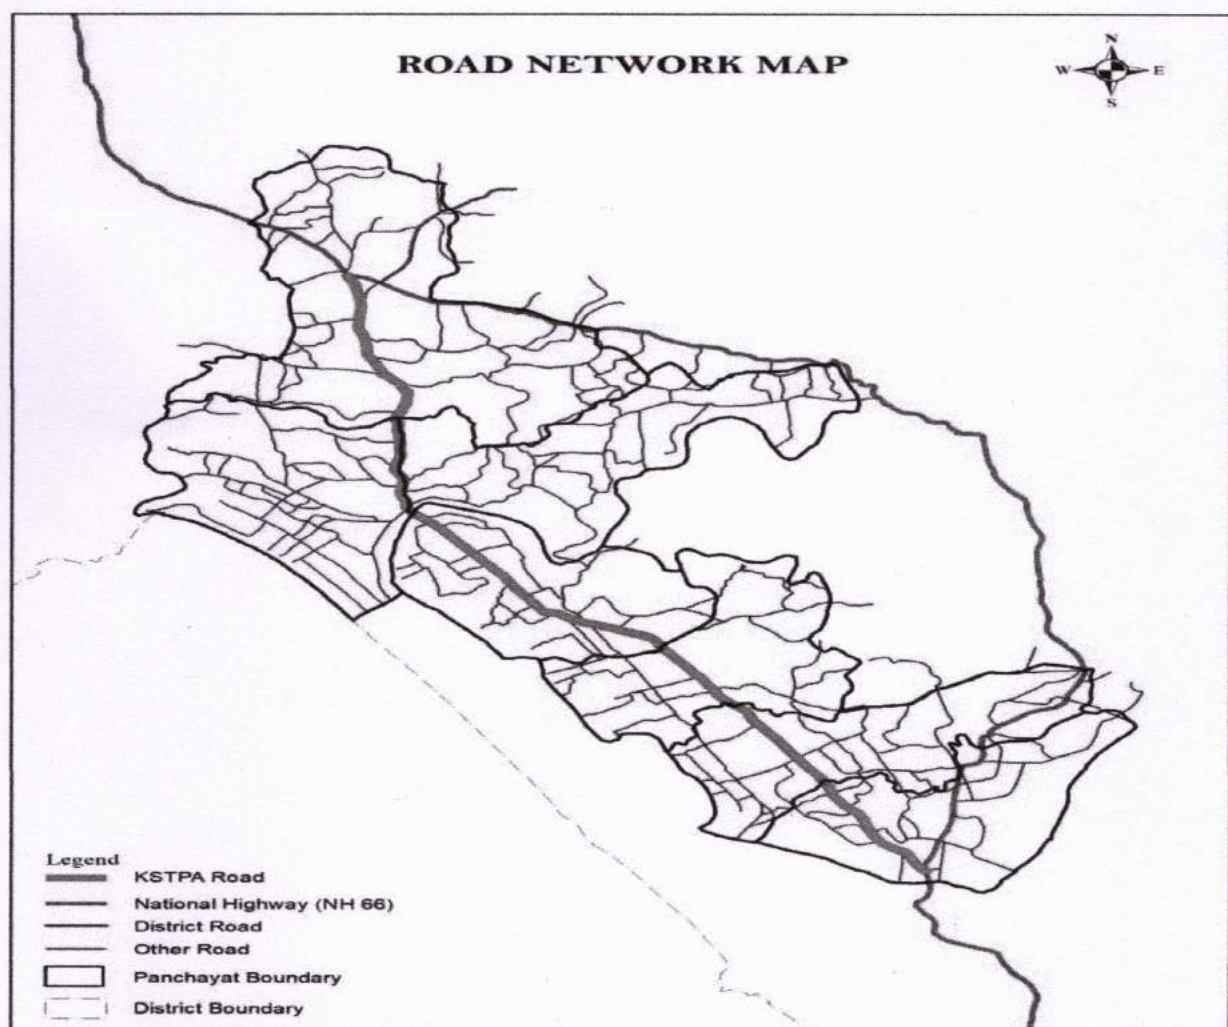 ROAD NETWORK MAP
N
W E
S
Legend
KSTPA Road
National Highway (NH 66)
District Road
Other Road
Panchayat Boundary
District Boundary